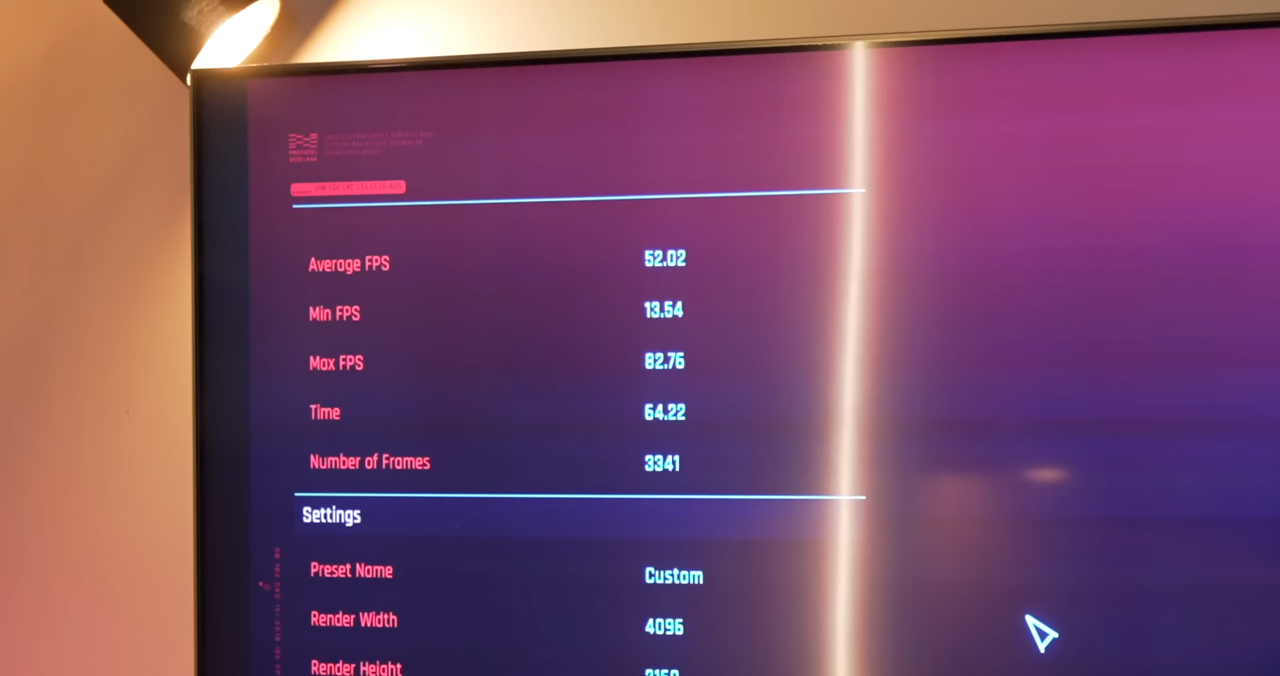 Average FPS 52.02
Min FPS 13.54
Max FPS 82.76
Time 64.22
Number of Frames 3341
Settings
Preset Name Custom
Render Width 4096
Render Height 2160